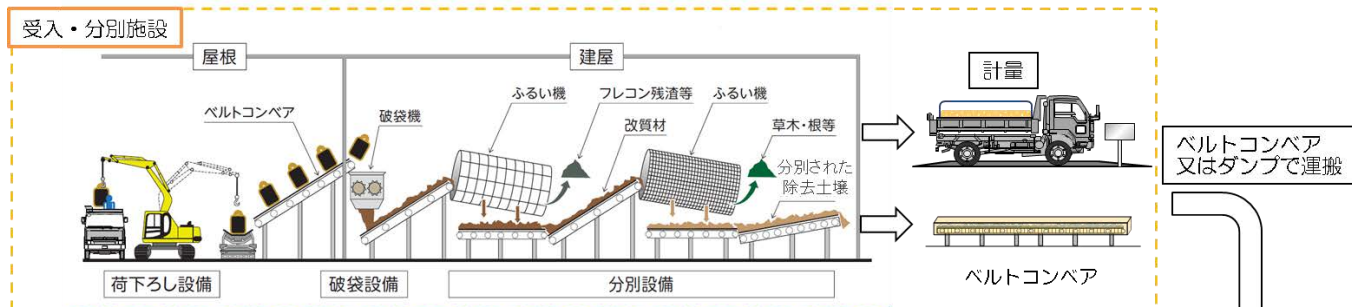 受入・分別施設
屋根
建屋
計量
ふるい機
フレコン残渣等
ふるい機
ベルトコンベア
破袋機
改質材
草木・根等
分別された
除去土壌
ベルトコンベア
又はダンプで運搬
ベルトコンベア
荷下ろし設備
破袋設備
分別設備